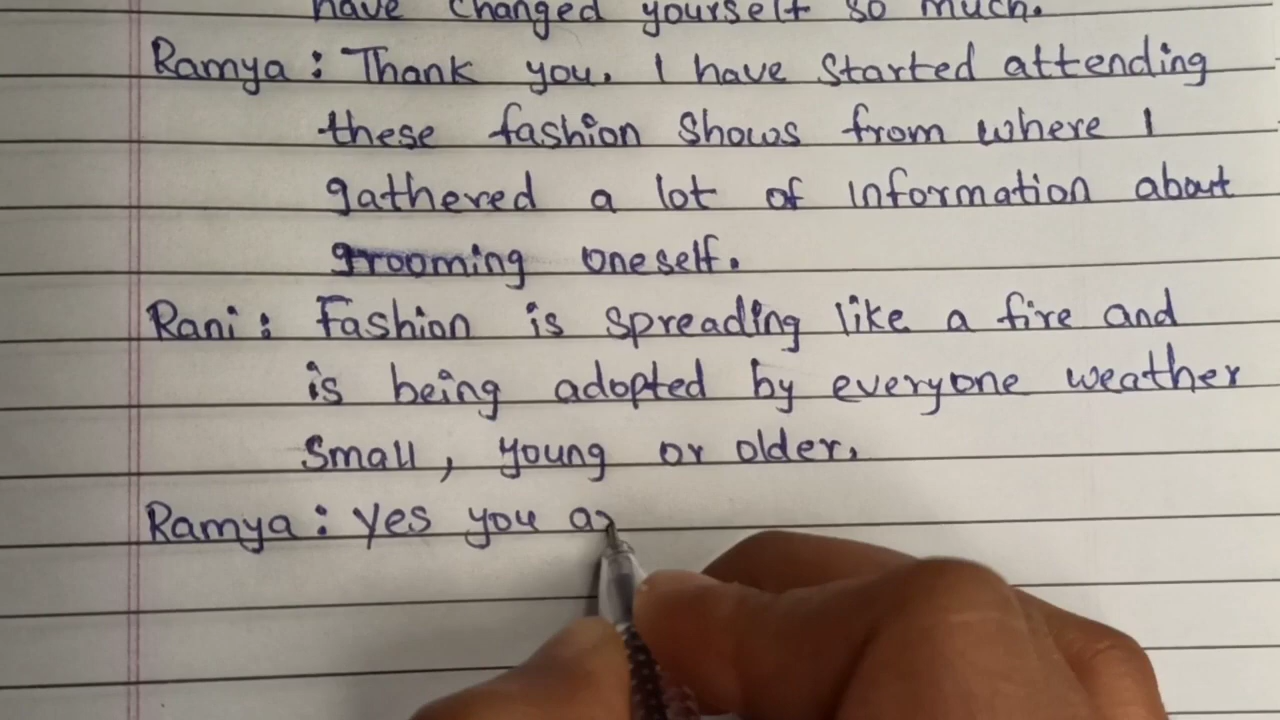 have changed yourself so much.
Ramya : Thank you. I have started attending
these fashion shows from where I
gathered a lot of information about
grooming oneself.
Rani : Fashion is spreading like a fire and
is being adopted by everyone weather
small, young or older.
Ramya : Yes you